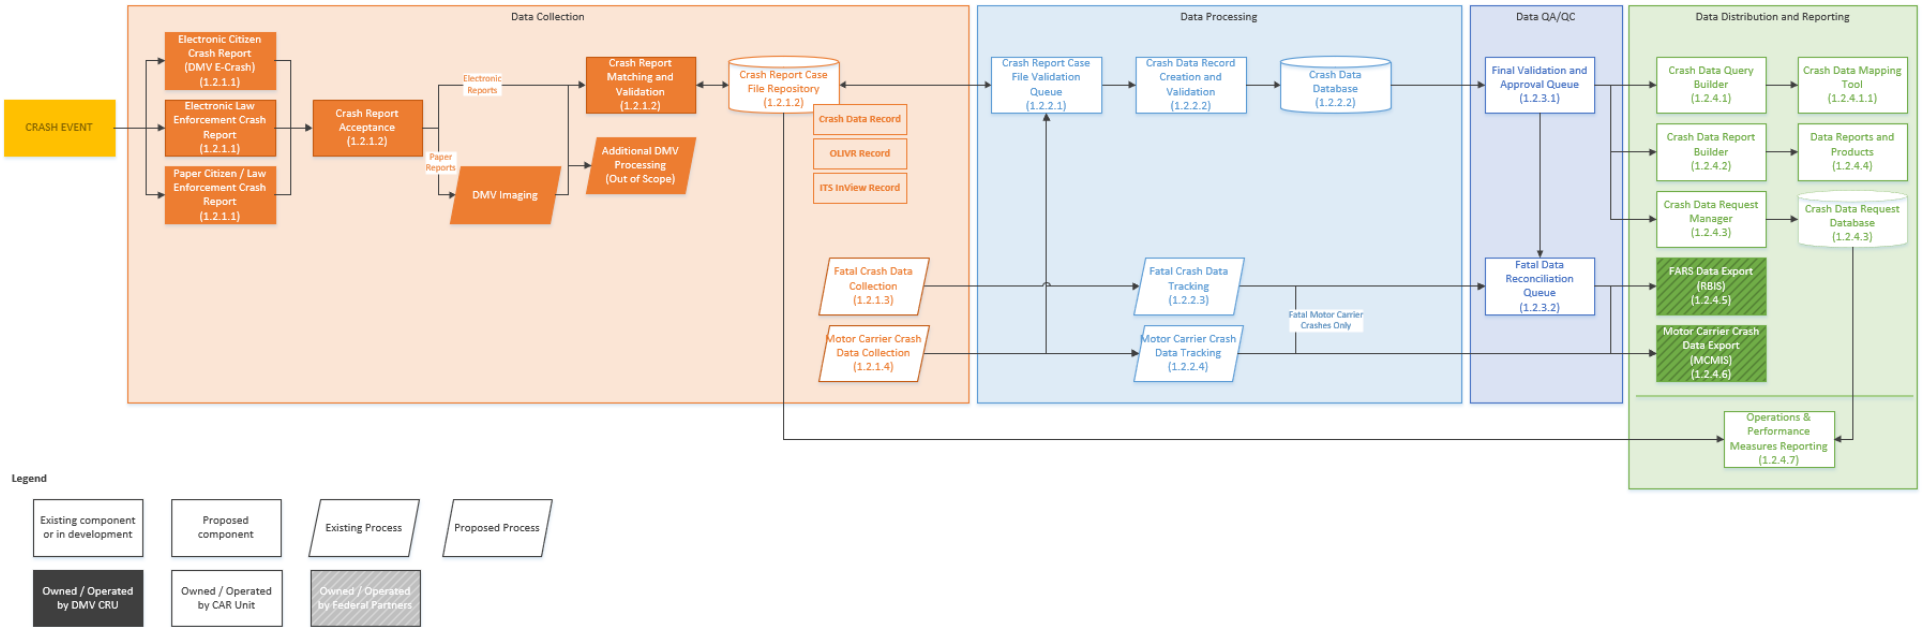 Data Collection
Data Processing
Data QA/QC
Data Distribution and Reporting
CRASH EVENT
Electronic Citizen
Crash Report
(DMV E-Crash)
(1.2.1.1)
Electronic Law
Enforcement Crash
Report
(1.2.1.1)
Paper Citizen / Law
Enforcement Crash
Report
(1.2.1.1)
Crash Report
Acceptance
(1.2.1.2)
Electronic
Reports
Paper
Reports
DMV Imaging
Crash Report
Matching and
Validation
(1.2.1.2)
Additional DMV
Processing
(Out of Scope)
Crash Report Case
File Repository
(1.2.1.2)
Crash Data Record
OLIVR Record
ITS InView Record
Fatal Crash Data
Collection
(1.2.1.3)
Motor Carrier Crash
Data Collection
(1.2.1.4)
Crash Report Case
File Validation
Queue
(1.2.2.1)
Crash Data Record
Creation and
Validation
(1.2.2.2)
Crash Data
Database
(1.2.2.2)
Fatal Crash Data
Tracking
(1.2.2.3)
Motor Carrier Crash
Data Tracking
(1.2.2.4)
Fatal Motor Carrier
Crashes Only
Final Validation and
Approval Queue
(1.2.3.1)
Fatal Data
Reconciliation
Queue
(1.2.3.2)
Crash Data Query
Builder
(1.2.4.1)
Crash Data Mapping
Tool
(1.2.4.1.1)
Crash Data Report
Builder
(1.2.4.2)
Data Reports and
Products
(1.2.4.4)
Crash Data Request
Manager
(1.2.4.3)
Crash Data Request
Database
(1.2.4.3)
FARS Data Export
(RBIS)
(1.2.4.5)
Motor Carrier Crash
Data Export
(MCMIS)
(1.2.4.6)
Operations &
Performance
Measures Reporting
(1.2.4.7)
Legend
Existing component
or in development
Proposed
component
Existing Process
Proposed Process
Owned / Operated
by DMV CRU
Owned / Operated
by CAR Unit
Owned / Operated
by Federal Partners